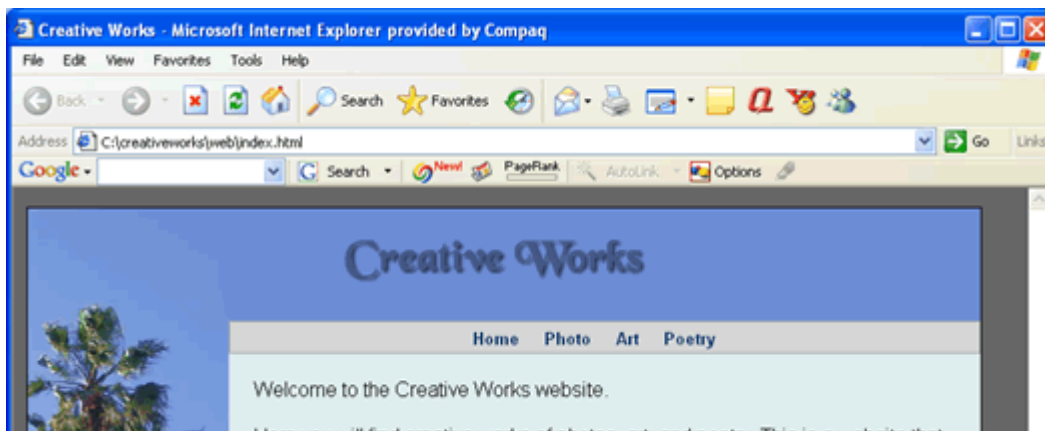 Creative Works - Microsoft Internet Explorer provided by Compaq
File Edit View Favorites Tools Help
Back Search Favorites
Address C:\creativeworks\web\index.html Go Links
Google Search New! PageRank AutoLink Options
Creative Works
Home Photo Art Poetry
Welcome to the Creative Works website.